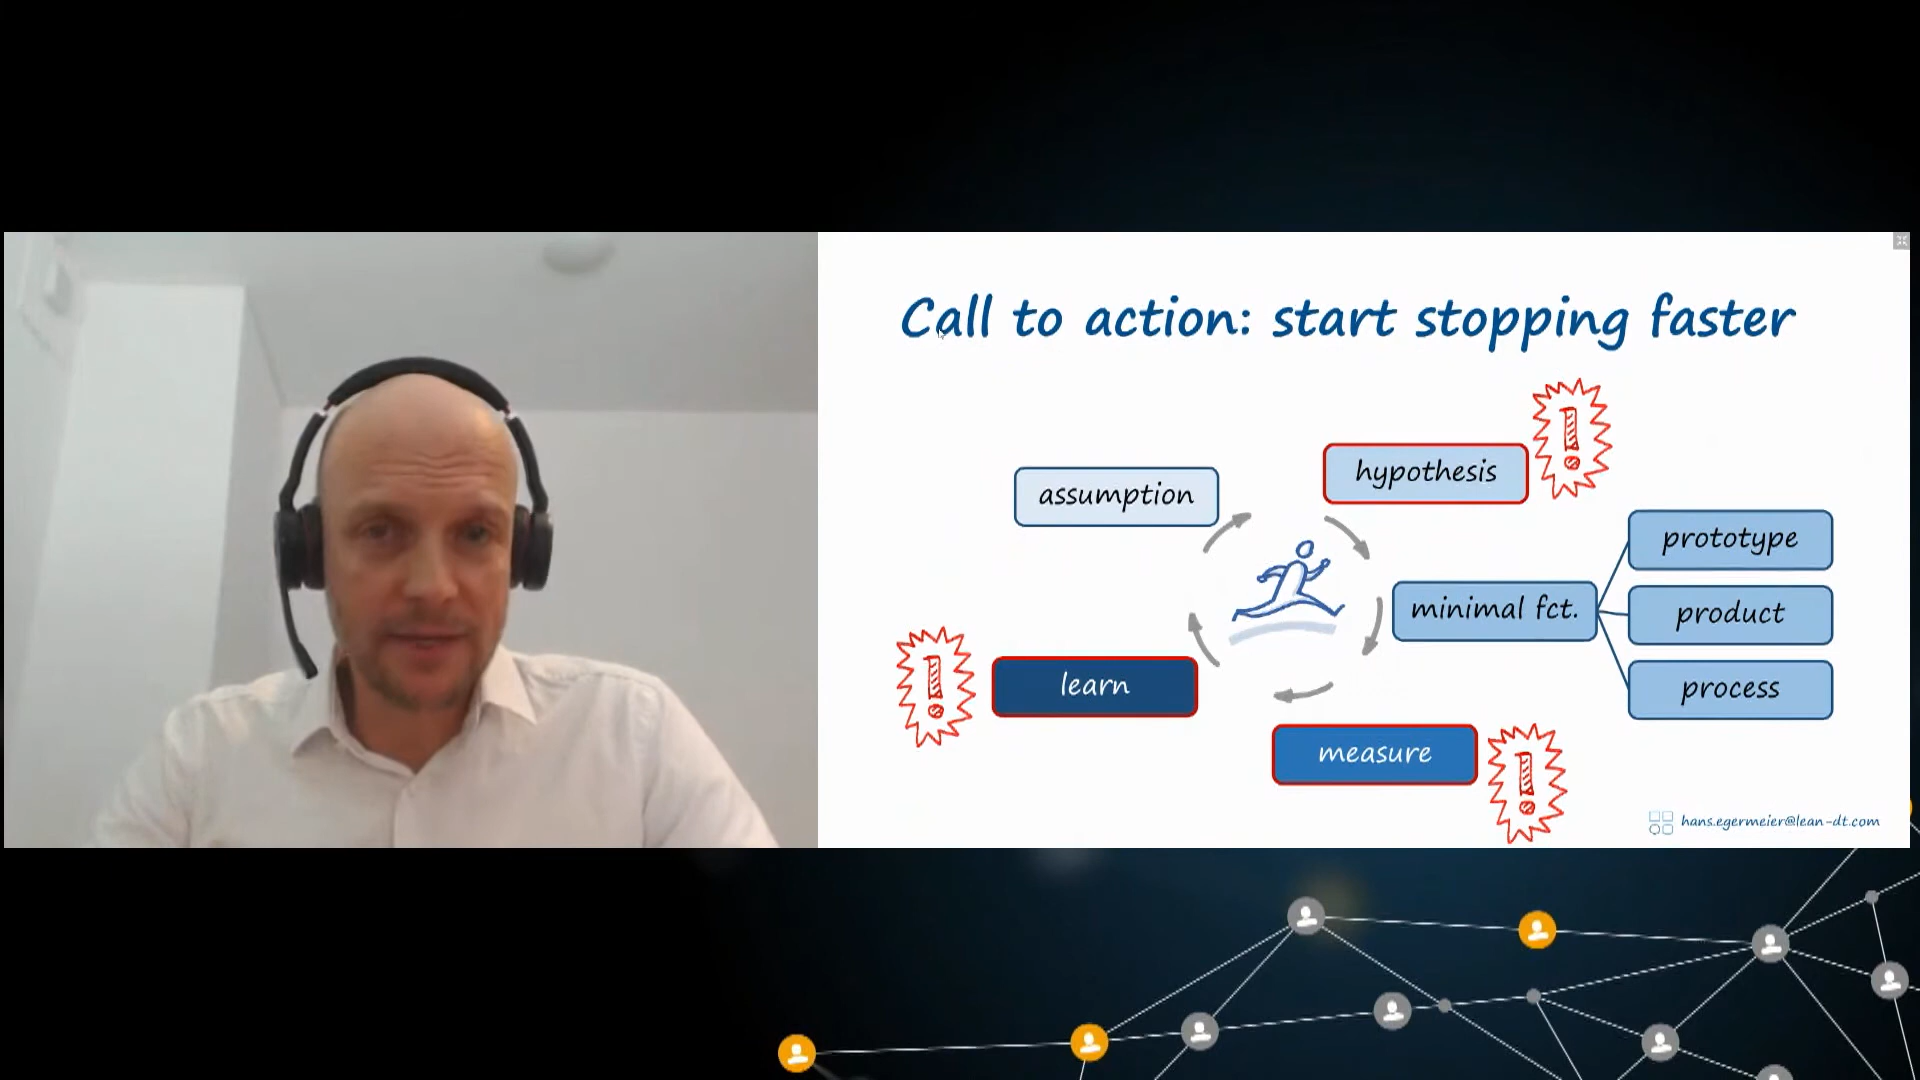 Call to action: start stopping faster
hypothesis
assumption
prototype
minimal fct.
product
learn
process
measure
hans.egermeier@lean-dt.com